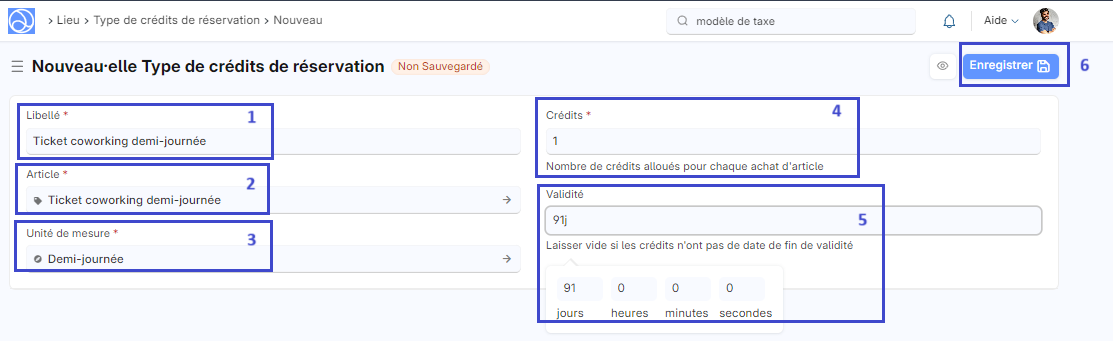 Lieu > Type de crédits de réservation > Nouveau
modèle de taxe
Aide
Nouveau·elle Type de crédits de réservation
Non Sauvegardé
Enregistrer
6
Libellé *
1
Ticket coworking demi-journée
Article *
2
Ticket coworking demi-journée
Unité de mesure *
3
Demi-journée
Crédits *
4
1
Nombre de crédits alloués pour chaque achat d'article
Validité
91j
5
Laisser vide si les crédits n'ont pas de date de fin de validité
91 0 0 0
jours heures minutes secondes